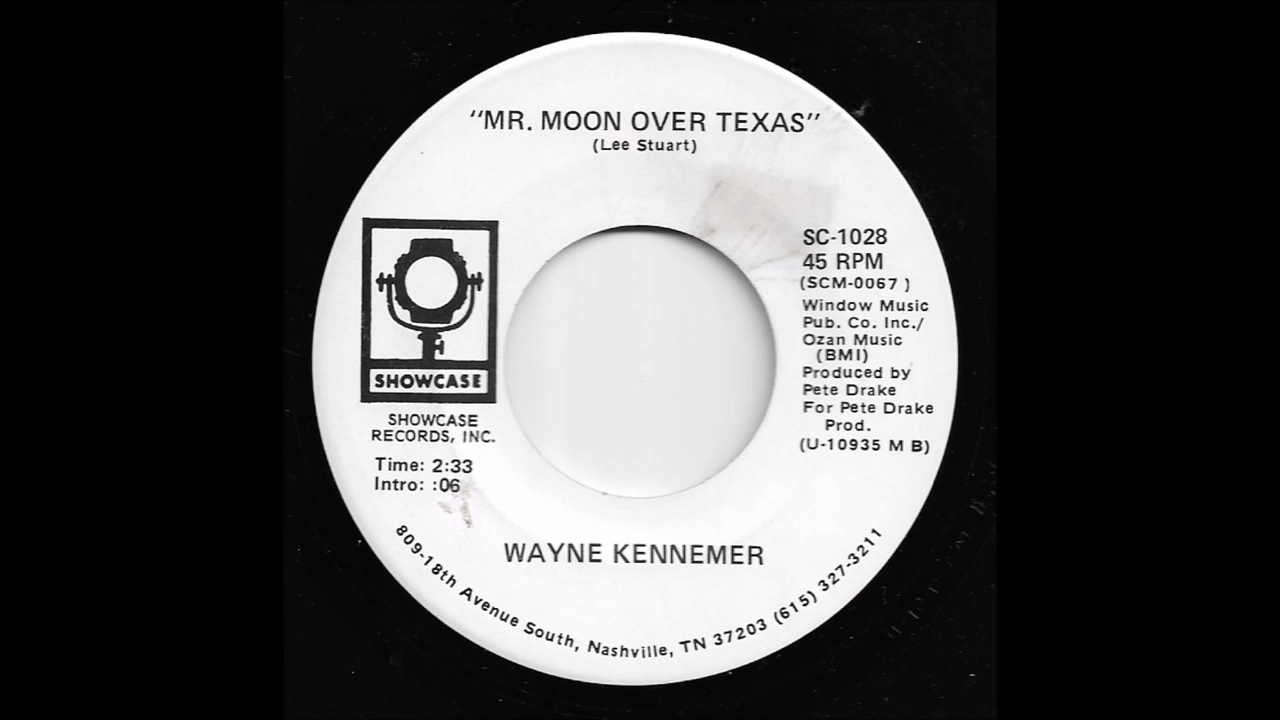 "MR. MOON OVER TEXAS"
(Lee Stuart)
SHOWCASE
SHOWCASE
RECORDS, INC.
Time: 2:33
Intro: :06
SC-1028
45 RPM
(SCM-0067 )
Window Music
Pub. Co. Inc./
Ozan Music
(BMI)
Produced by
Pete Drake
For Pete Drake
Prod.
(U-10935 M B)
WAYNE KENNEMER
809-18th Avenue South, Nashville, TN 37203 (615) 327-3211